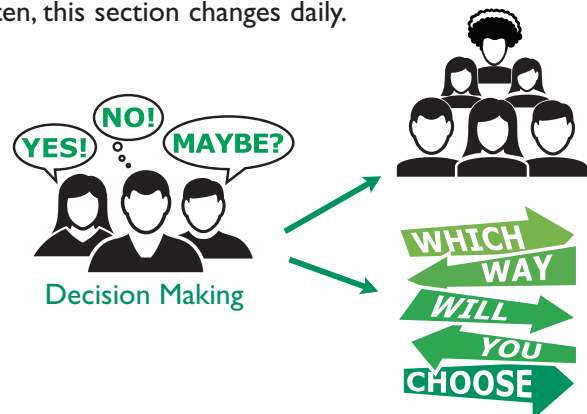 ten, this section changes daily.
YES!
NO!
MAYBE?
Decision Making
WHICH
WAY
WILL
YOU
CHOOSE